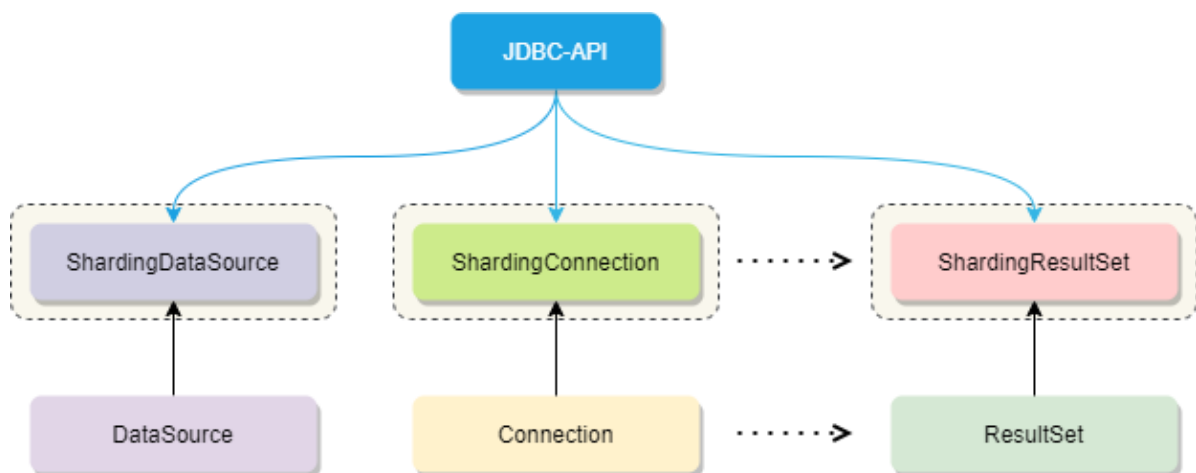 JDBC-API
ShardingDataSource
ShardingConnection
ShardingResultSet
DataSource
Connection
ResultSet